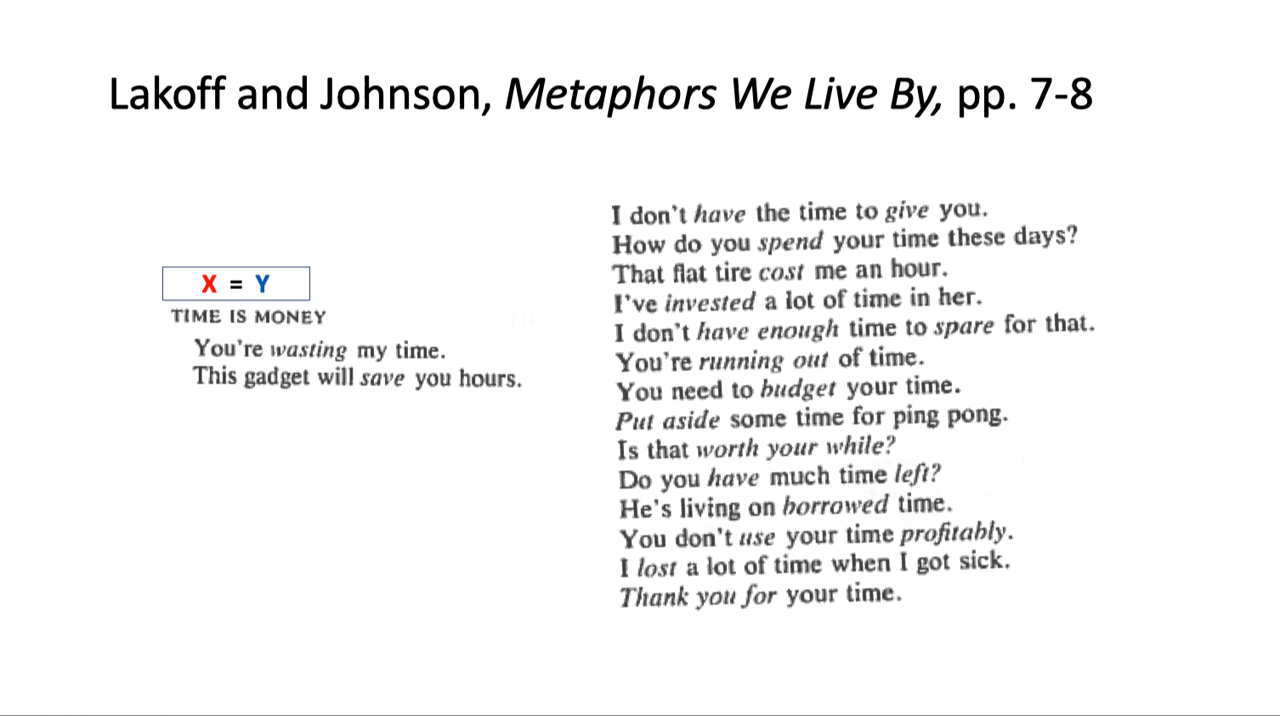 Lakoff and Johnson, Metaphors We Live By, pp. 7-8
X = Y
TIME IS MONEY
You're wasting my time.
This gadget will save you hours.
I don't have the time to give you.
How do you spend your time these days?
That flat tire cost me an hour.
I've invested a lot of time in her.
I don't have enough time to spare for that.
You're running out of time.
You need to budget your time.
Put aside some time for ping pong.
Is that worth your while?
Do you have much time left?
He's living on borrowed time.
You don't use your time profitably.
I lost a lot of time when I got sick.
Thank you for your time.